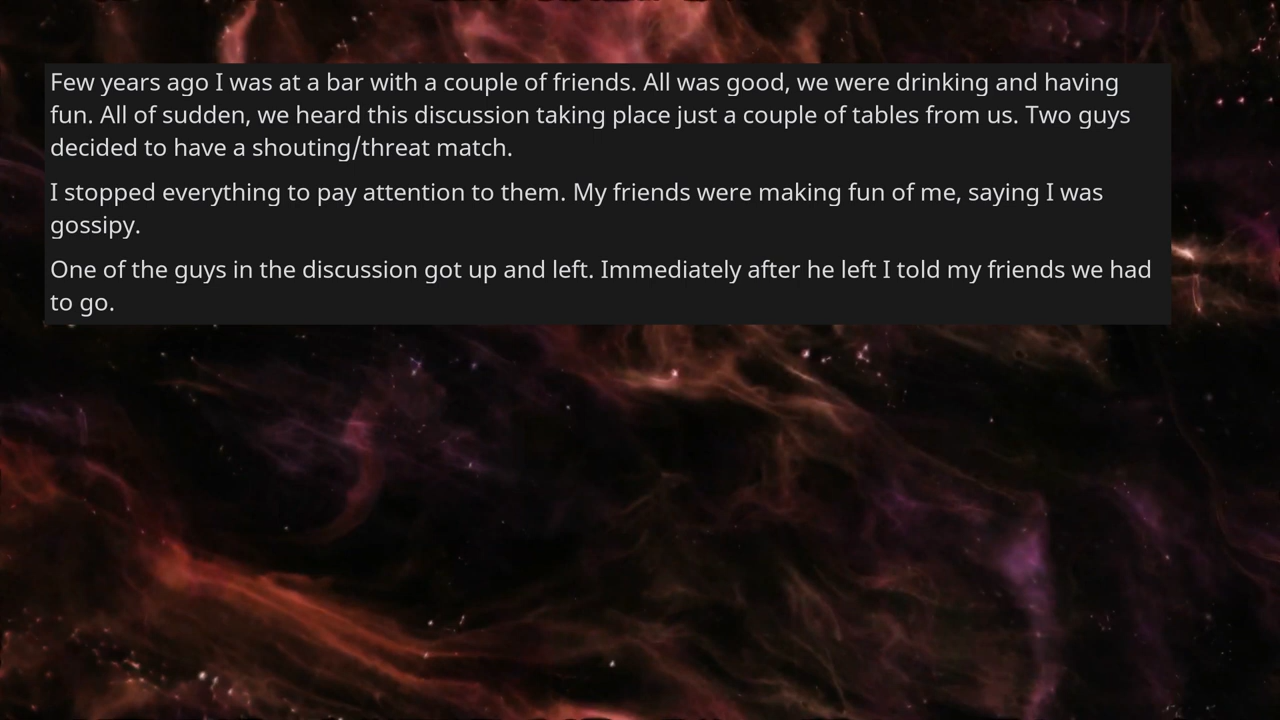 Few years ago I was at a bar with a couple of friends. All was good, we were drinking and having
fun. All of sudden, we heard this discussion taking place just a couple of tables from us. Two guys
decided to have a shouting/threat match.
I stopped everything to pay attention to them. My friends were making fun of me, saying I was
gossipy.
One of the guys in the discussion got up and left. Immediately after he left I told my friends we had
to go.